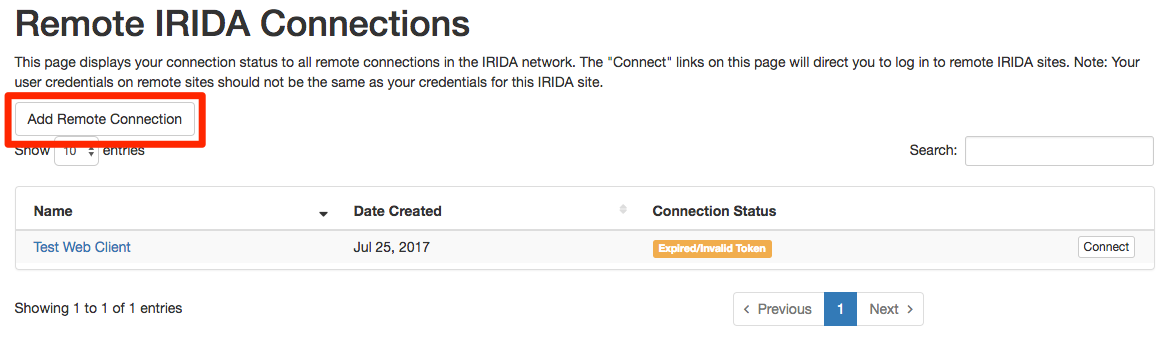 Remote IRIDA Connections
This page displays your connection status to all remote connections in the IRIDA network. The "Connect" links on this page will direct you to log in to remote IRIDA sites. Note: Your
user credentials on remote sites should not be the same as your credentials for this IRIDA site.
Add Remote Connection
Show 10 entries Search:
Name Date Created Connection Status
Test Web Client Jul 25, 2017 Expired/Invalid Token Connect
Showing 1 to 1 of 1 entries ‹ Previous 1 Next ›